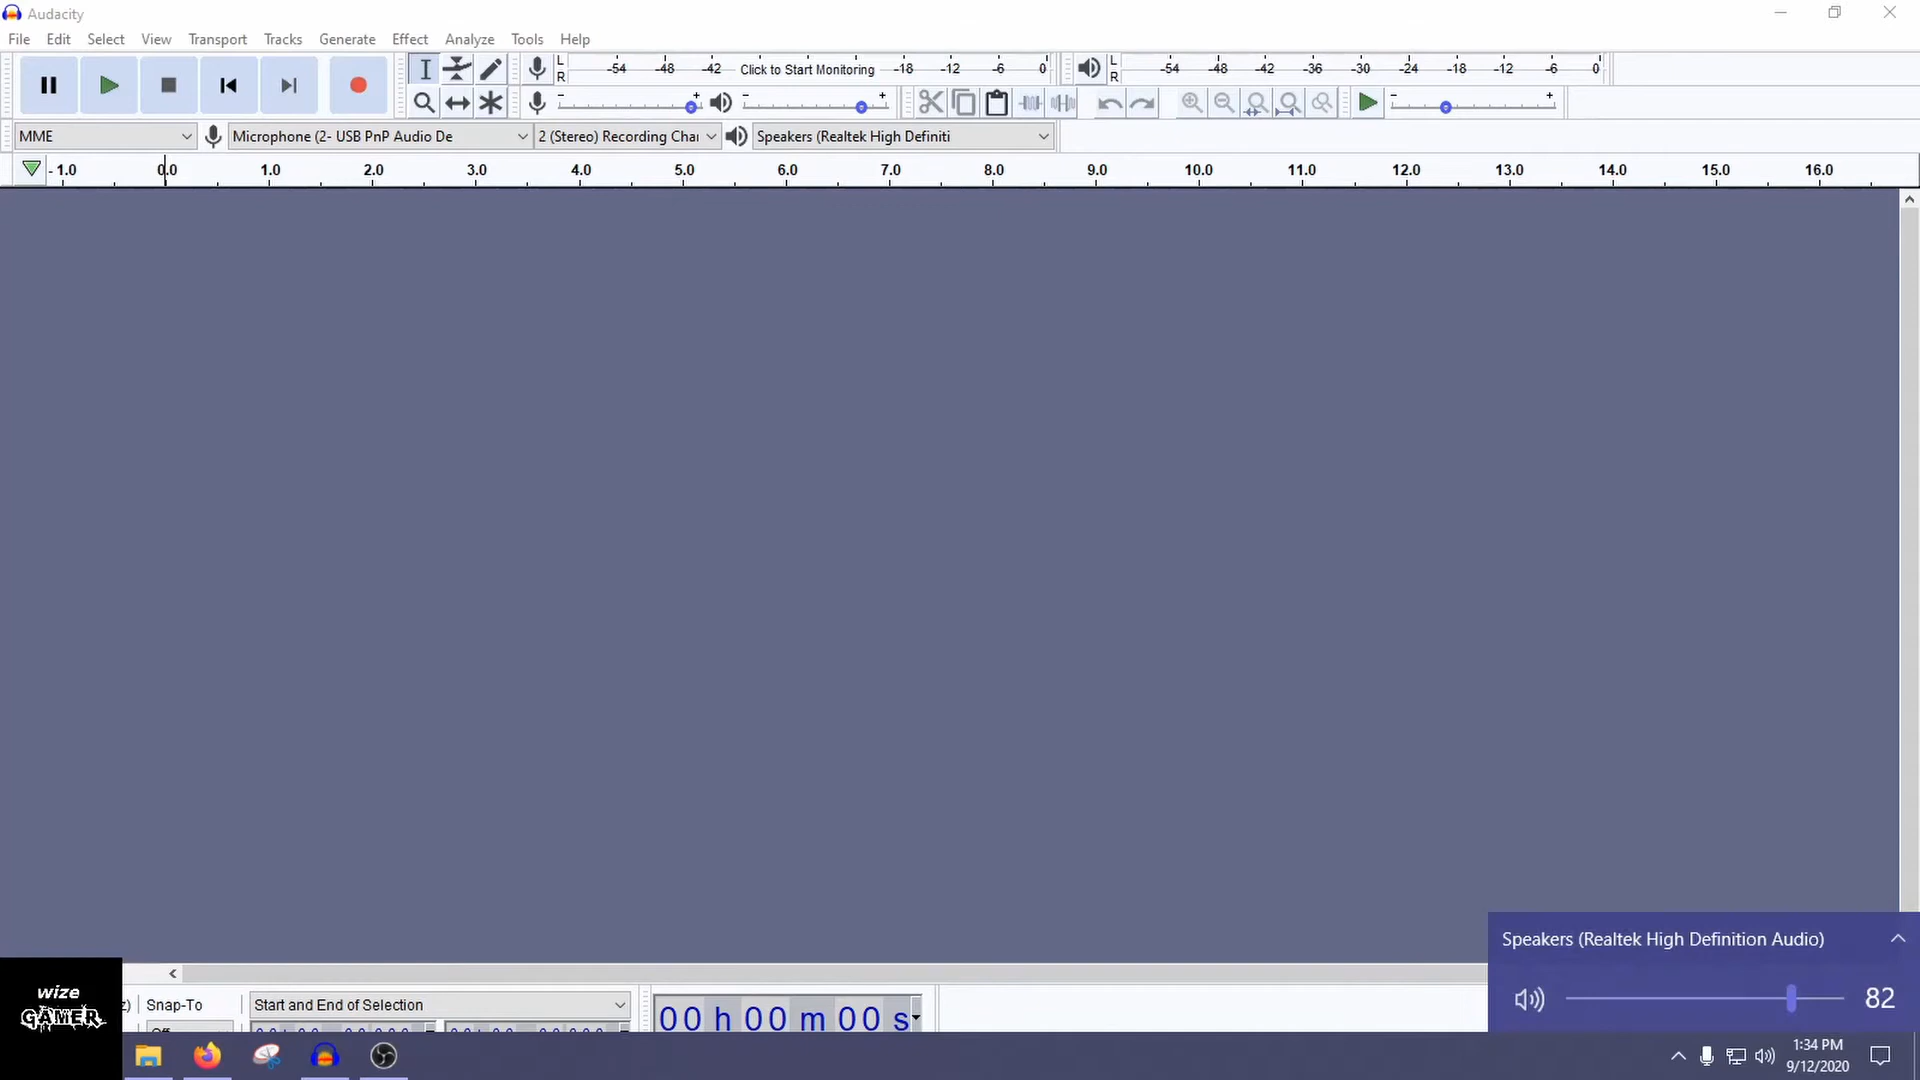 Audacity
File Edit Select View Transport Tracks Generate Effect Analyze Tools Help
L R -54 -48 -42 Click to Start Monitoring -18 -12 -6 0 L R -54 -48 -42 -36 -30 -24 -18 -12 -6 0
- + - + - +
MME Microphone (2- USB PnP Audio De 2 (Stereo) Recording Chai Speakers (Realtek High Definiti
- 1.0 0.0 1.0 2.0 3.0 4.0 5.0 6.0 7.0 8.0 9.0 10.0 11.0 12.0 13.0 14.0 15.0 16.0
Speakers (Realtek High Definition Audio)
82
wize
GAMER
z) Snap-To Start and End of Selection
00 h 00 m 00 s
1:34 PM
9/12/2020